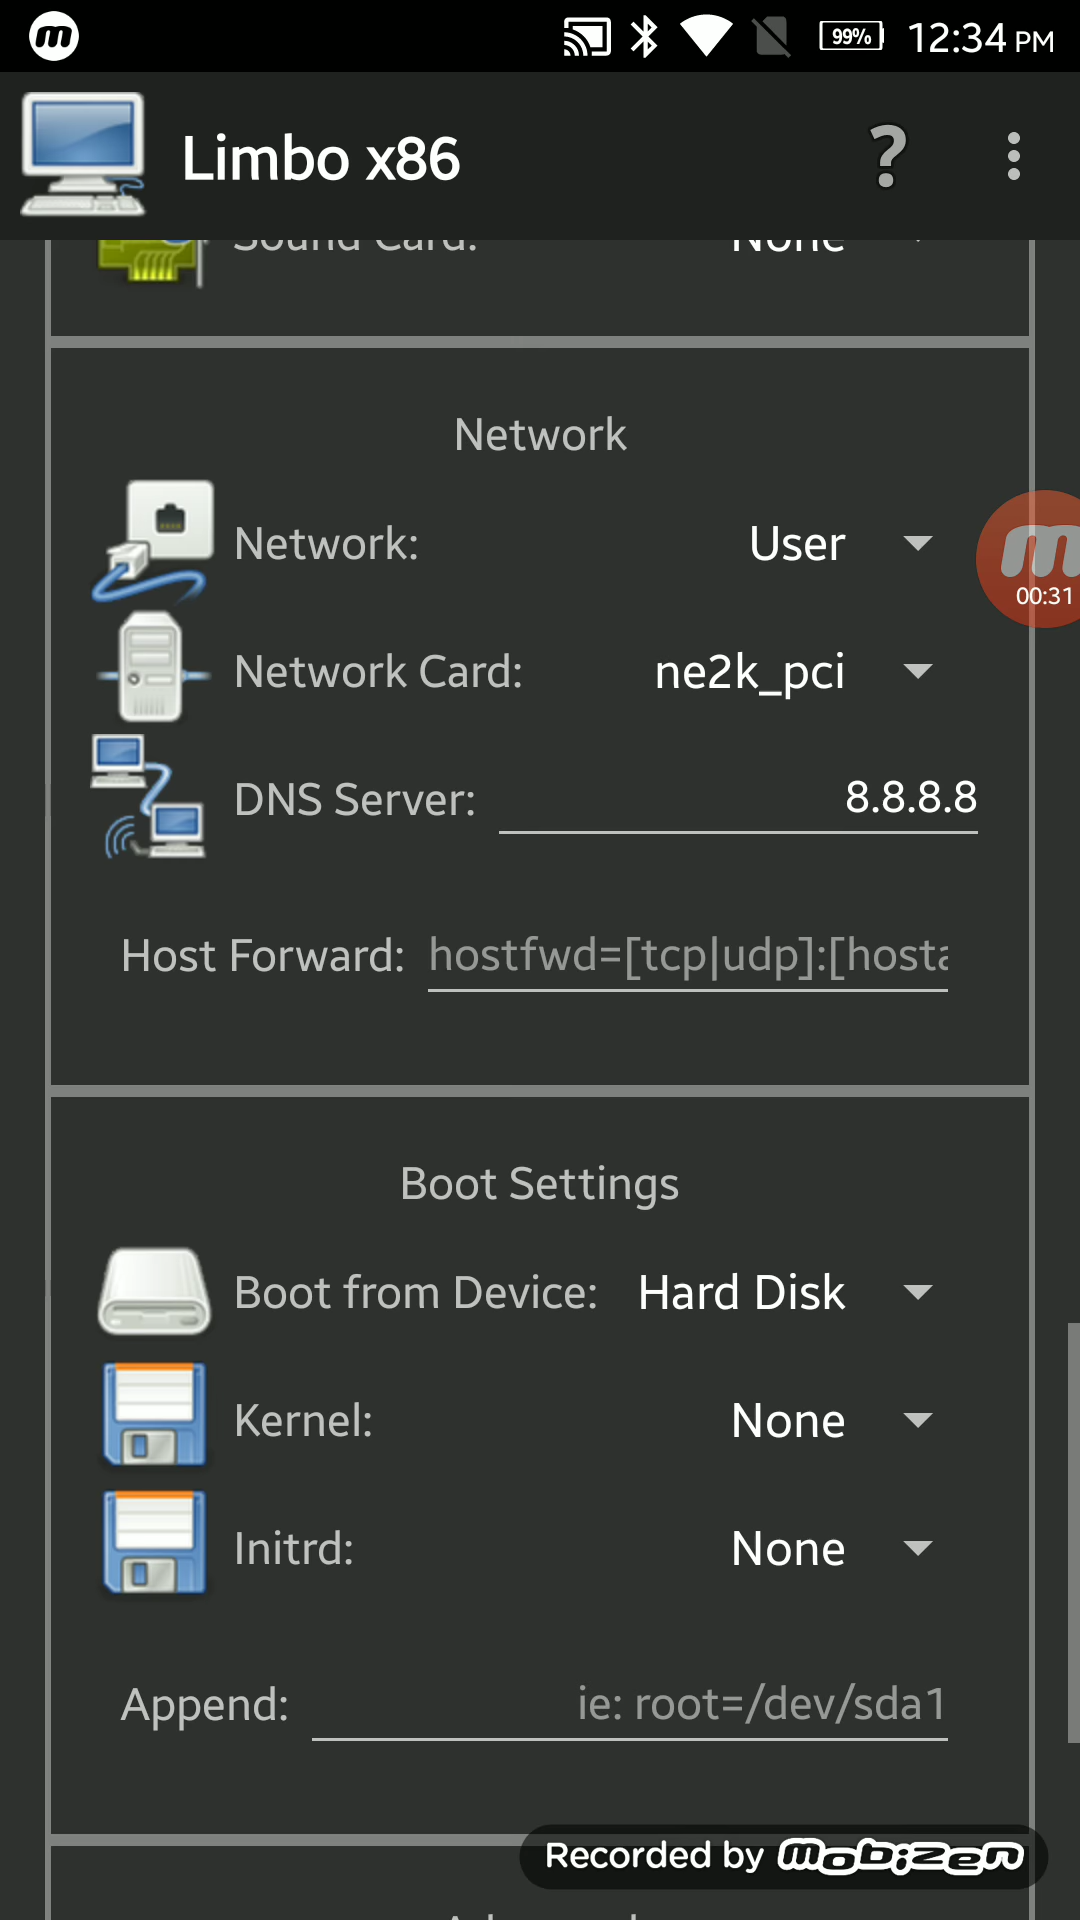 99% 12:34 PM
Limbo x86 ?
Sound Card: None
Network
Network: User
00:31
Network Card: ne2k_pci
DNS Server: 8.8.8.8
Host Forward: hostfwd=[tcp|udp]:[hosta
Boot Settings
Boot from Device: Hard Disk
Kernel: None
Initrd: None
Append: ie: root=/dev/sda1
Recorded by mobizen